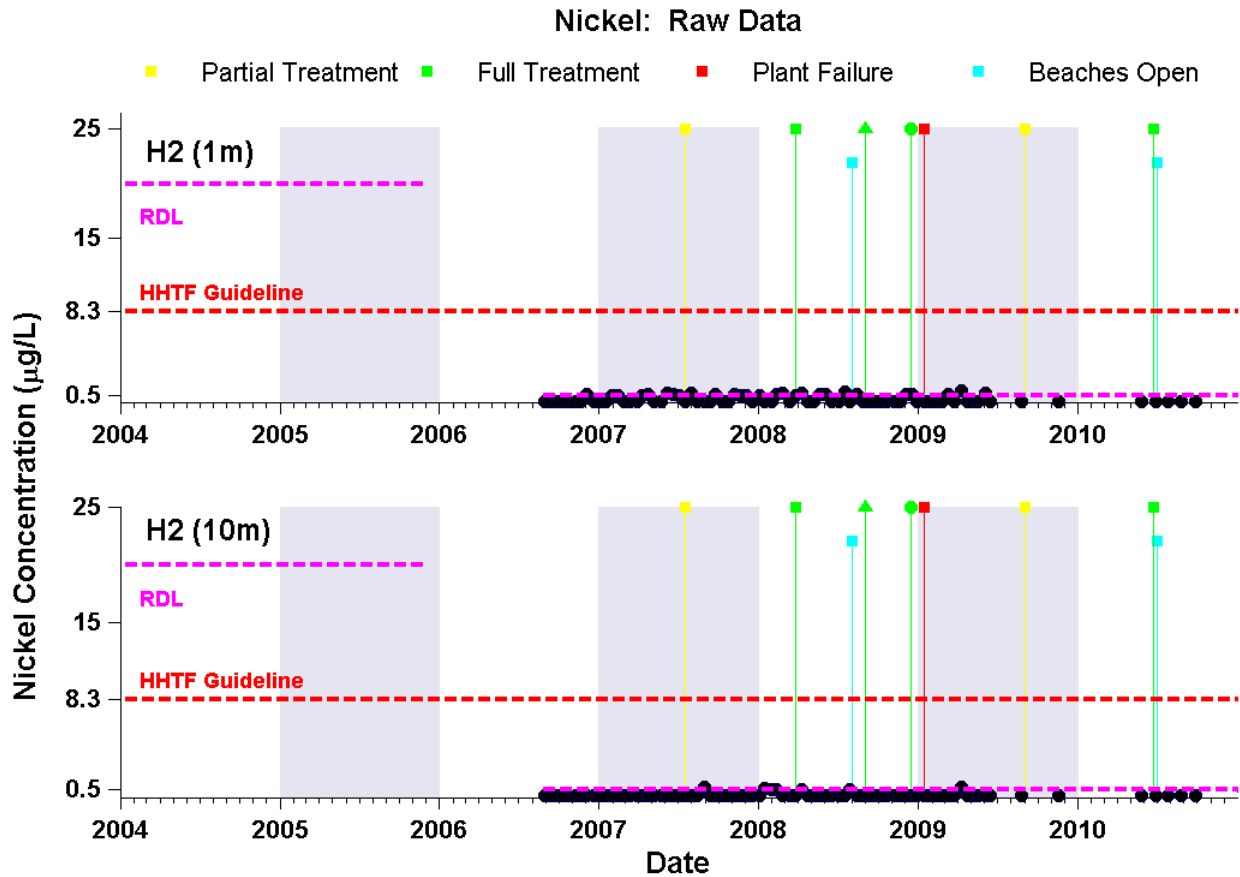 Nickel: Raw Data
Partial Treatment Full Treatment Plant Failure Beaches Open
25
H2 (1m)
RDL
15
HHTF Guideline
8.3
0.5
2004 2005 2006 2007 2008 2009 2010
25
H2 (10m)
RDL
15
HHTF Guideline
8.3
0.5
2004 2005 2006 2007 2008 2009 2010
Nickel Concentration (μg/L)
Date